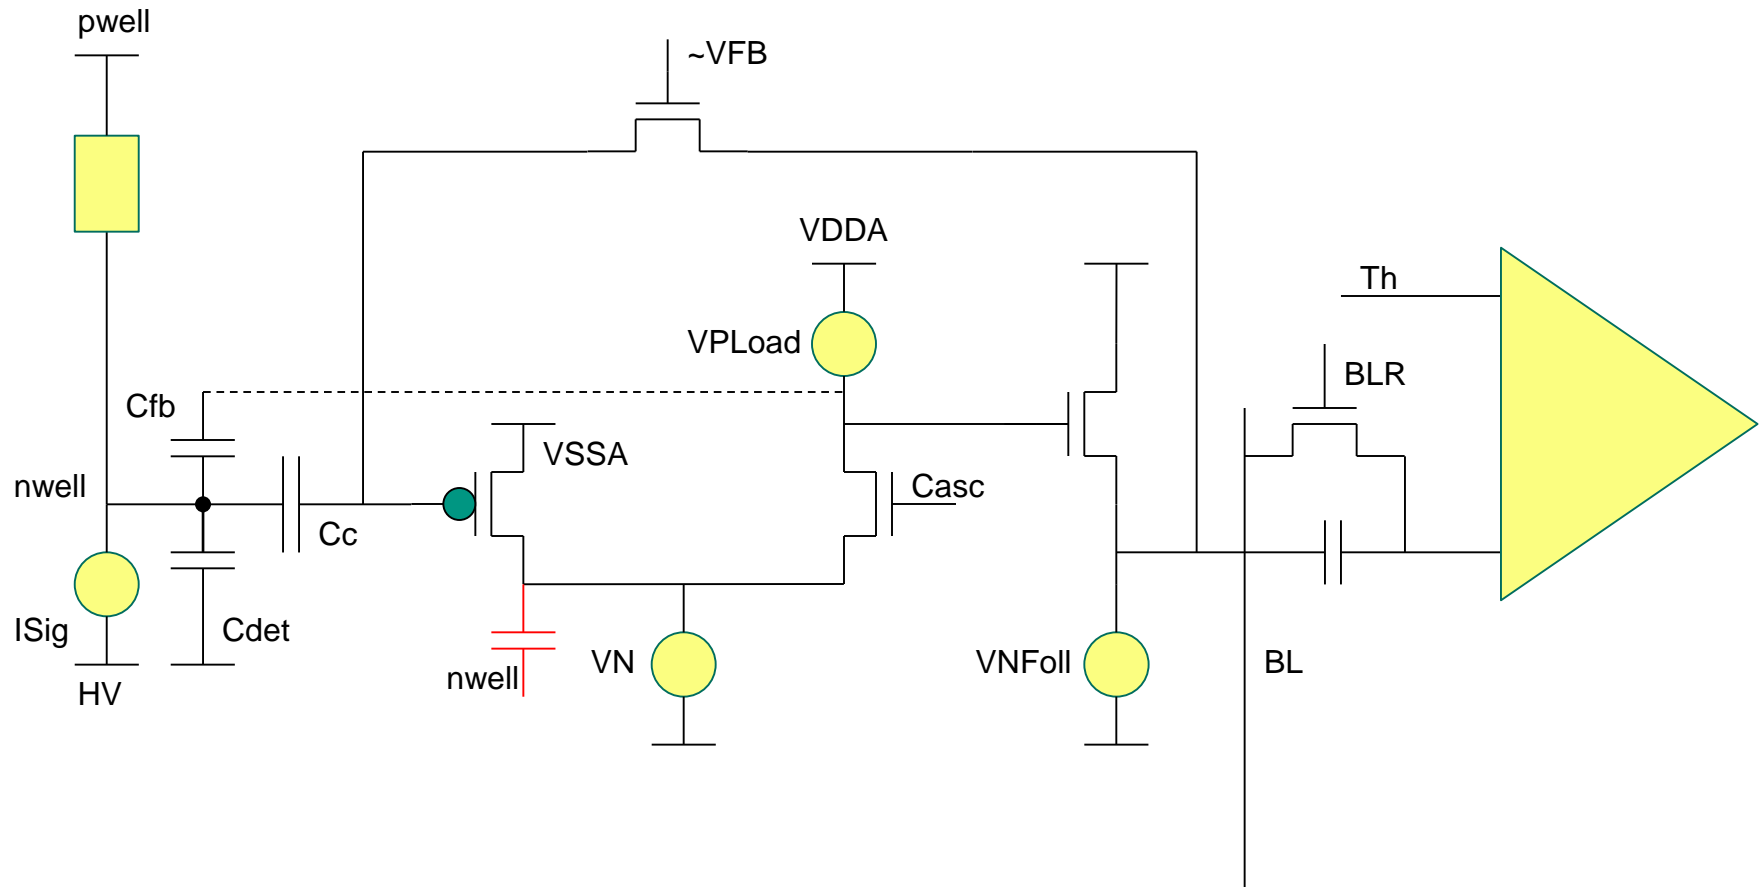 pwell
~VFB
VDDA
Th
VPLoad
BLR
Cfb
VSSA
nwell
Casc
Cc
ISig
Cdet
nwell
VN
VNFoll
BL
HV